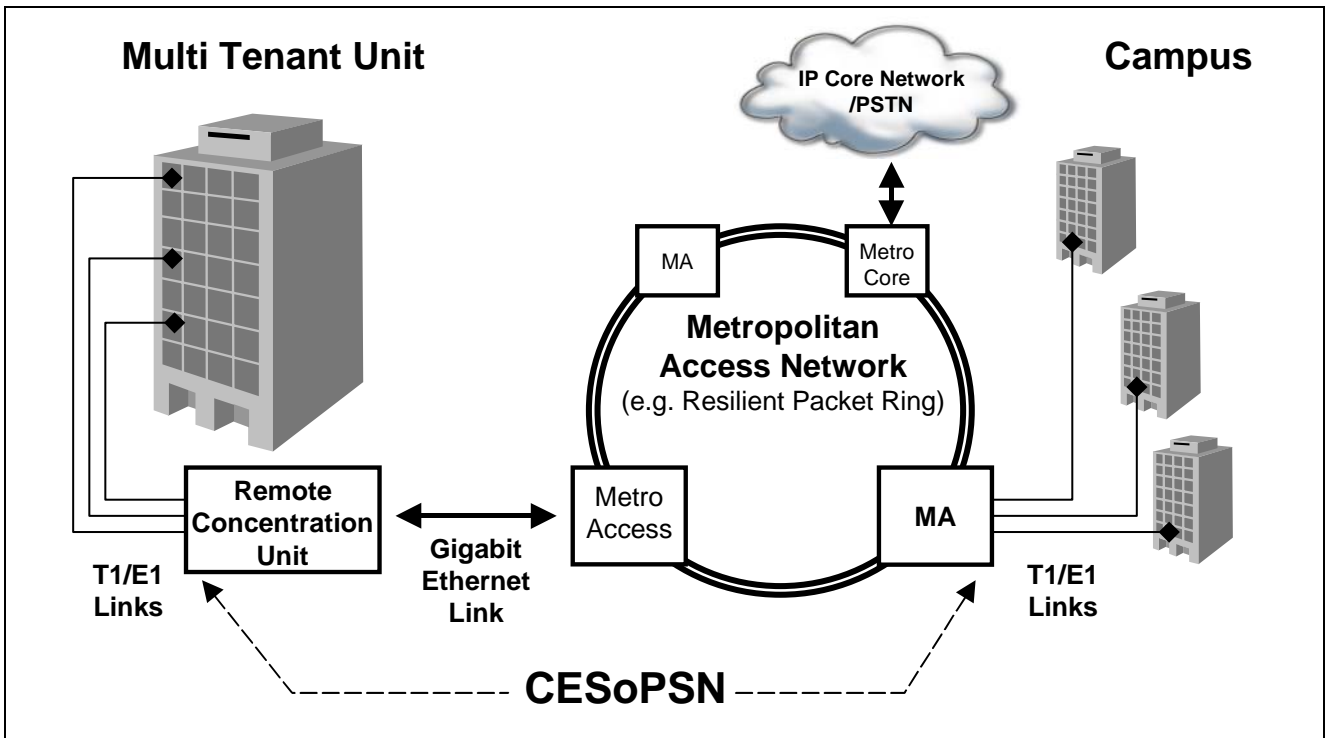 Multi Tenant Unit
Campus
IP Core Network
/PSTN
MA
Metro
Core
Metropolitan
Access Network
(e.g. Resilient Packet Ring)
Remote
Concentration
Unit
Metro
Access
MA
Gigabit
Ethernet
Link
T1/E1
Links
T1/E1
Links
CESoPSN